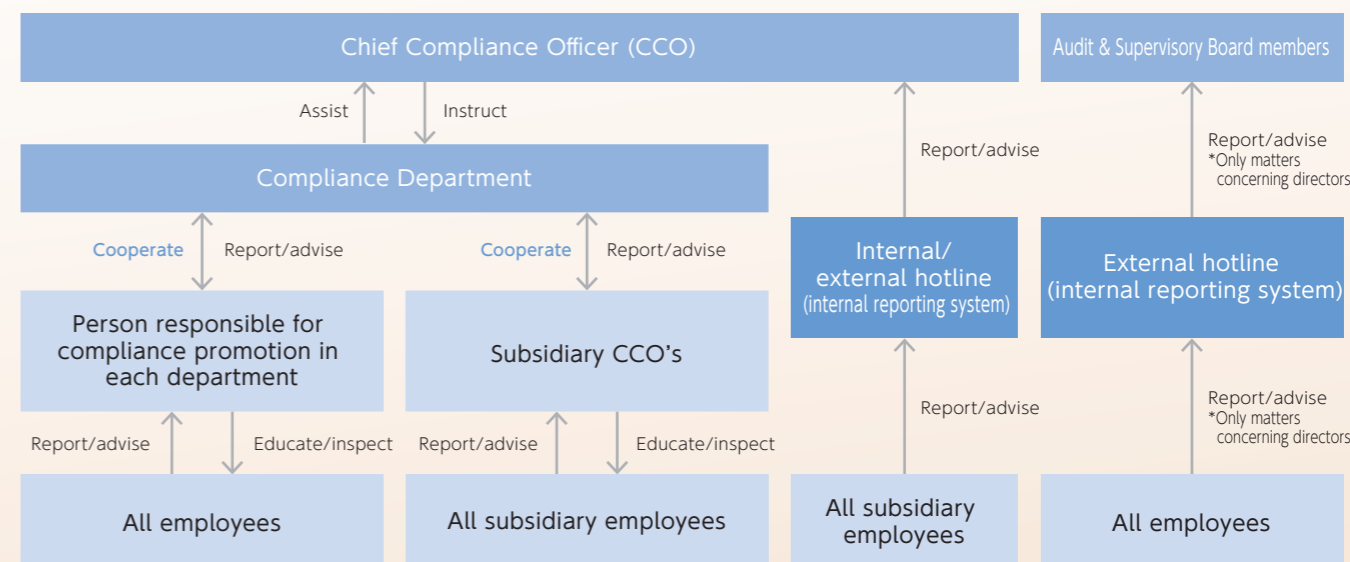 Chief Compliance Officer (CCO)
Audit & Supervisory Board members
Assist
Instruct
Report/advise
Report/advise
*Only matters
concerning directors
Compliance Department
Cooperate
Report/advise
Cooperate
Report/advise
Internal/
external hotline
(internal reporting system)
External hotline
(internal reporting system)
Person responsible for
compliance promotion in
each department
Subsidiary CCO's
Report/advise
Educate/inspect
Report/advise
Educate/inspect
Report/advise
Report/advise
*Only matters
concerning directors
All employees
All subsidiary employees
All subsidiary
employees
All employees